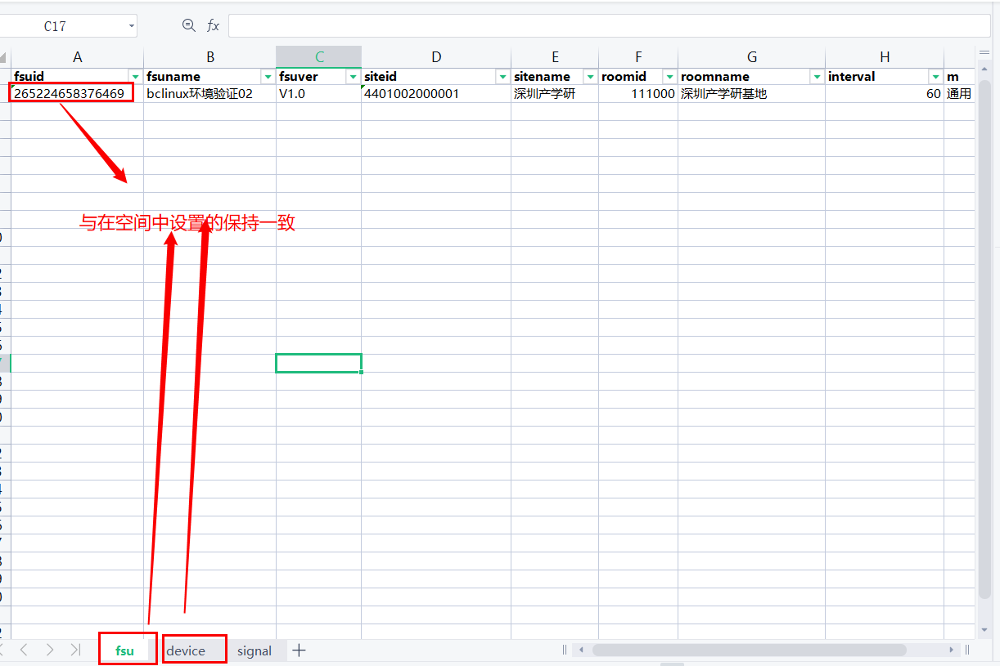 C17 fx
A B C D E F G H
fsuid fsuname fsuver siteid sitename roomid roomname interval m
265224658376469 bclinux环境验证02 V1.0 4401002000001 深圳产学研 111000 深圳产学研基地 60 通用
与在空间中设置的保持一致
fsu device signal